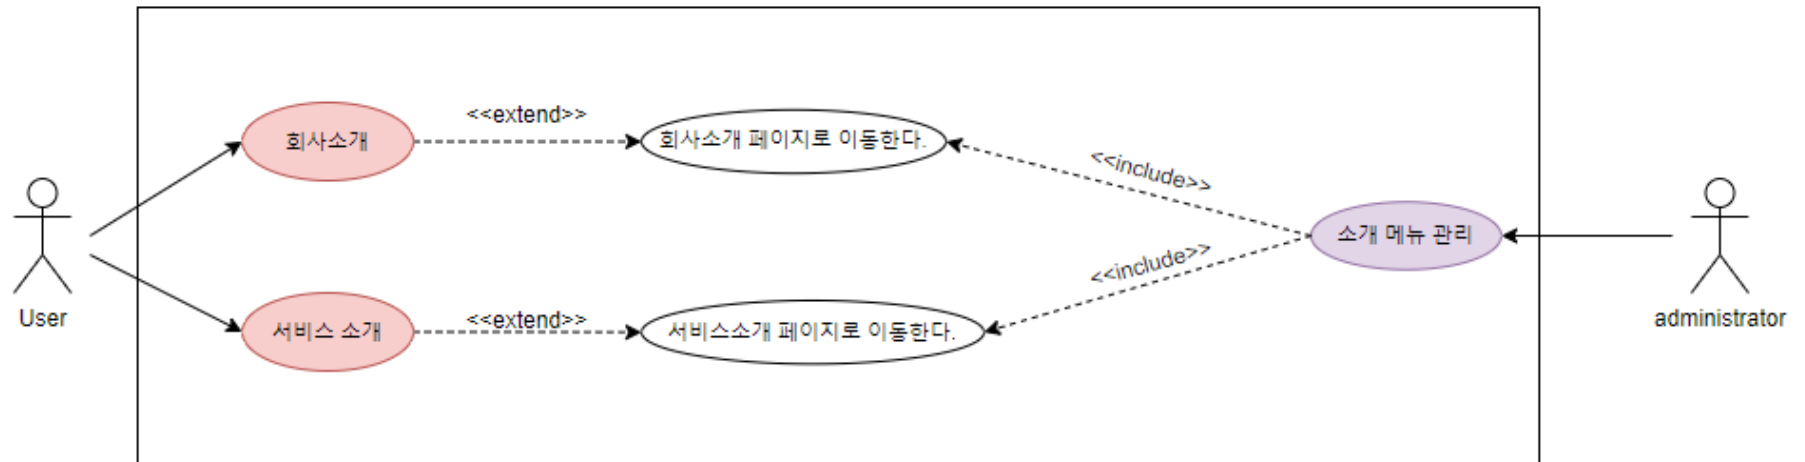 <<extend>>
회사소개
회사소개 페이지로 이동한다.
<<include>>
소개 메뉴 관리
<<include>>
User
administrator
<<extend>>
서비스 소개
서비스소개 페이지로 이동한다.